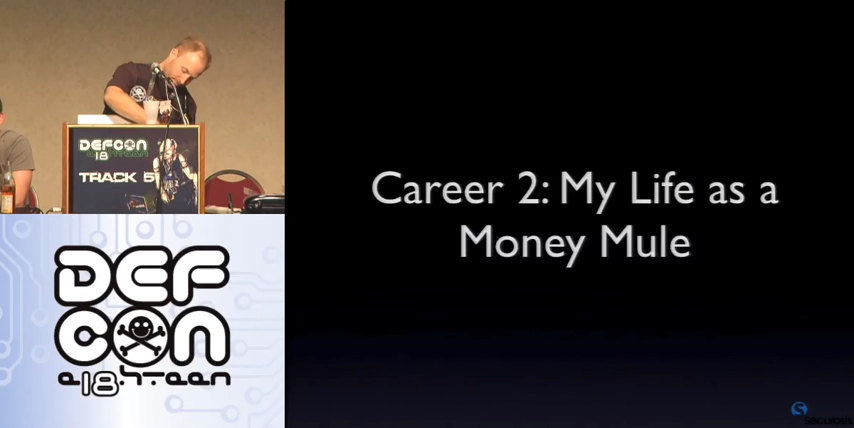 DEFCON
18
TRACK 5
Career 2: My Life as a
Money Mule
DEF
CON
e18hteen